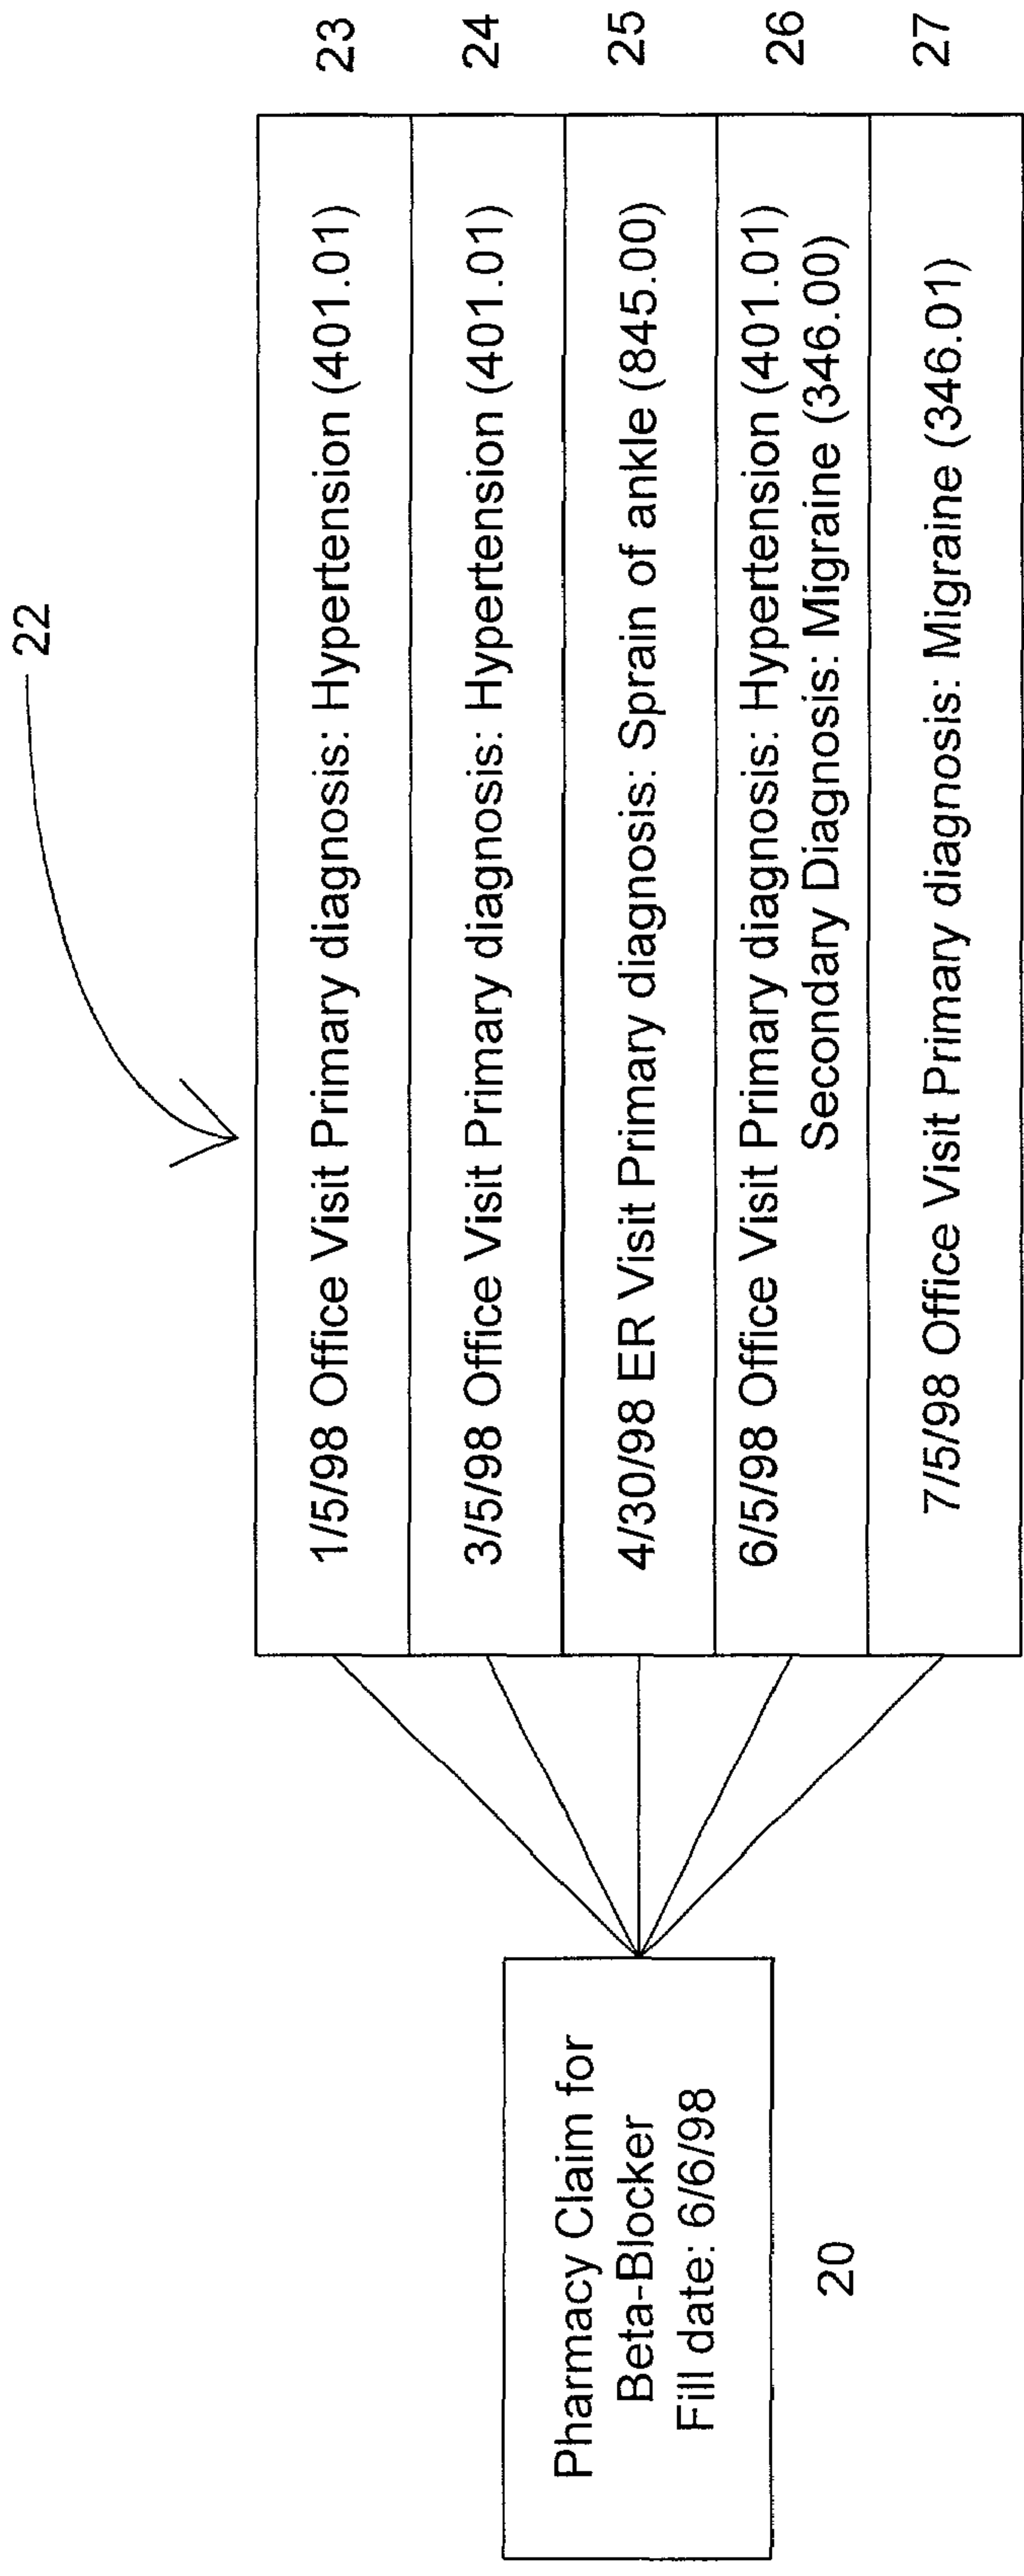 22
1/5/98 Office Visit Primary diagnosis: Hypertension (401.01)
23
3/5/98 Office Visit Primary diagnosis: Hypertension (401.01)
24
4/30/98 ER Visit Primary diagnosis: Sprain of ankle (845.00)
25
6/5/98 Office Visit Primary diagnosis: Hypertension (401.01)
Secondary Diagnosis: Migraine (346.00)
26
7/5/98 Office Visit Primary diagnosis: Migraine (346.01)
27
Pharmacy Claim for
Beta-Blocker
Fill date: 6/6/98
20